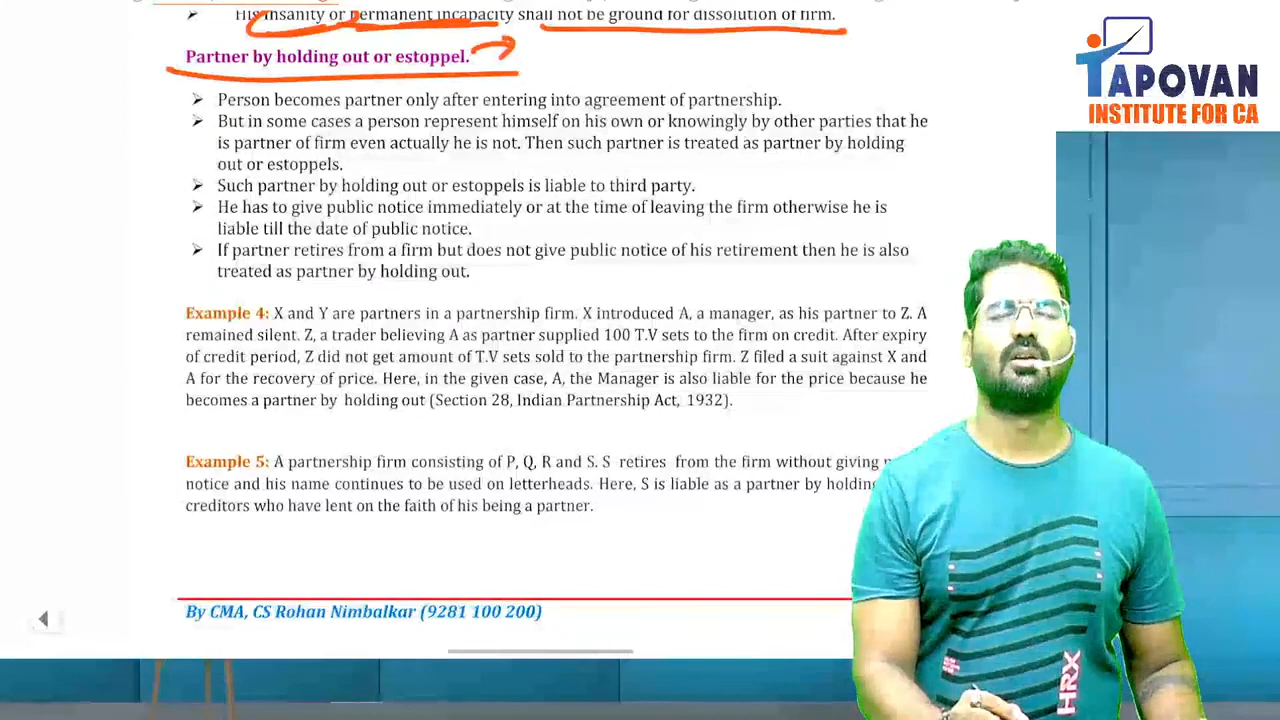 His insanity or permanent incapacity shall not be ground for dissolution of firm.
Partner by holding out or estoppel.
➢ Person becomes partner only after entering into agreement of partnership.
➢ But in some cases a person represent himself on his own or knowingly by other parties that he
is partner of firm even actually he is not. Then such partner is treated as partner by holding
out or estoppels.
➢ Such partner by holding out or estoppels is liable to third party.
➢ He has to give public notice immediately or at the time of leaving the firm otherwise he is
liable till the date of public notice.
➢ If partner retires from a firm but does not give public notice of his retirement then he is also
treated as partner by holding out.
Example 4: X and Y are partners in a partnership firm. X introduced A, a manager, as his partner to Z. A
remained silent. Z, a trader believing A as partner supplied 100 T.V sets to the firm on credit. After expiry
of credit period, Z did not get amount of T.V sets sold to the partnership firm. Z filed a suit against X and
A for the recovery of price. Here, in the given case, A, the Manager is also liable for the price because he
becomes a partner by holding out (Section 28, Indian Partnership Act, 1932).
Example 5: A partnership firm consisting of P, Q, R and S. S retires from the firm without giving
notice and his name continues to be used on letterheads. Here, S is liable as a partner by holding
creditors who have lent on the faith of his being a partner.
By CMA, CS Rohan Nimbalkar (9281 100 200)
TAPOVAN
INSTITUTE FOR CA
HRX